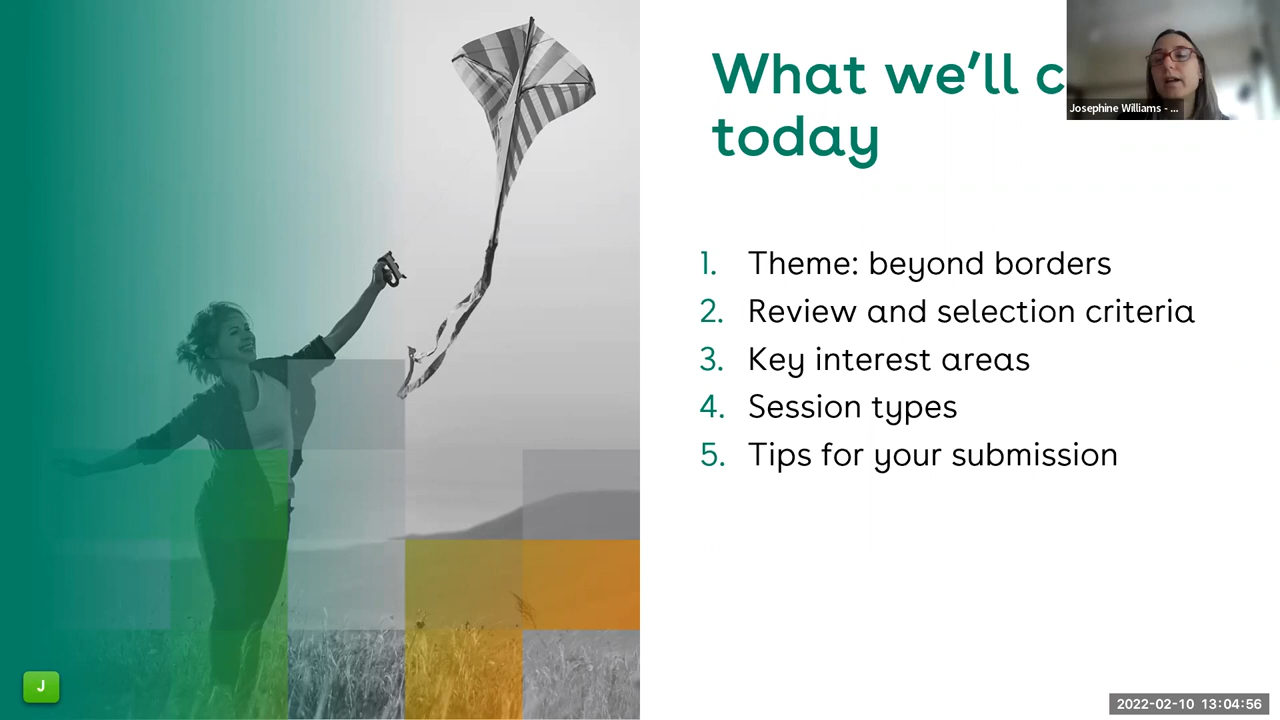 What we'll c
today
Josephine Williams - ...
1. Theme: beyond borders
2. Review and selection criteria
3. Key interest areas
4. Session types
5. Tips for your submission
J
2022-02-10 13:04:56